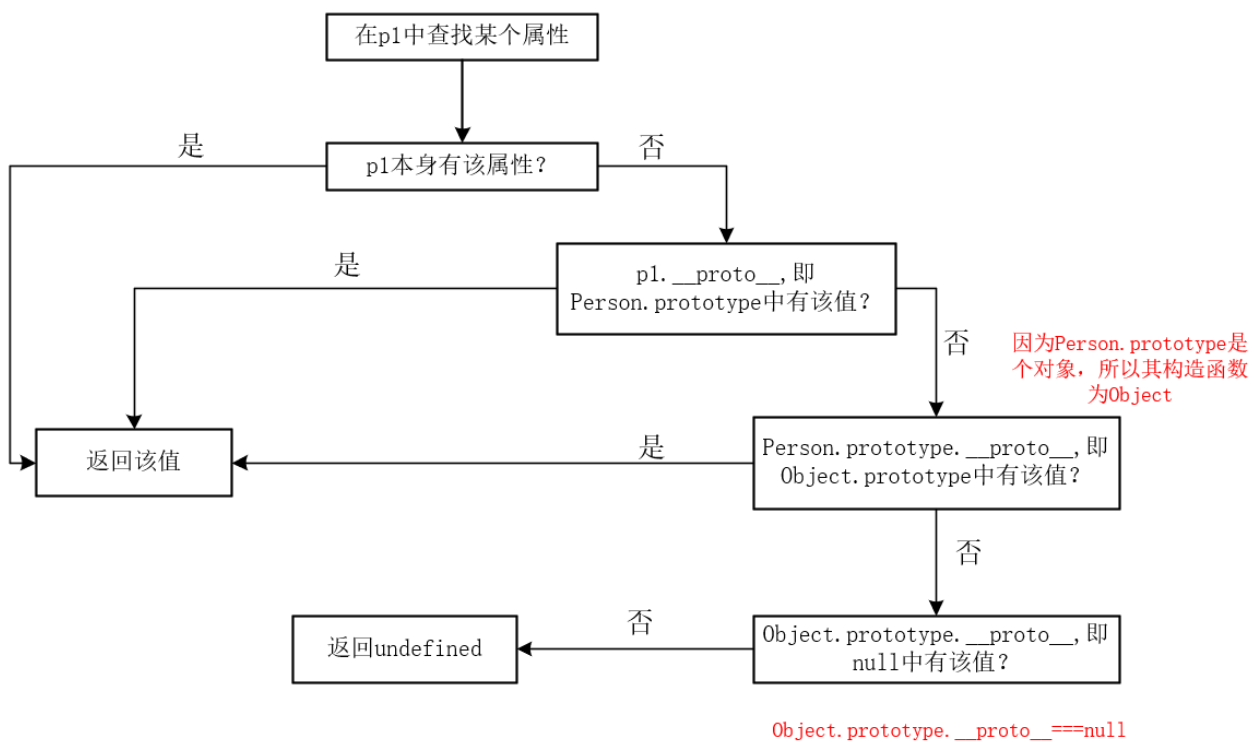 在p1中查找某个属性
是
p1本身有该属性?
否
是
p1.__proto__,即
Person.prototype中有该值?
否
因为Person.prototype是
个对象，所以其构造函数
为Object
返回该值
是
Person.prototype.__proto__,即
Object.prototype中有该值?
否
返回undefined
否
Object.prototype.__proto__,即
null中有该值?
Object.prototype.__proto__===null